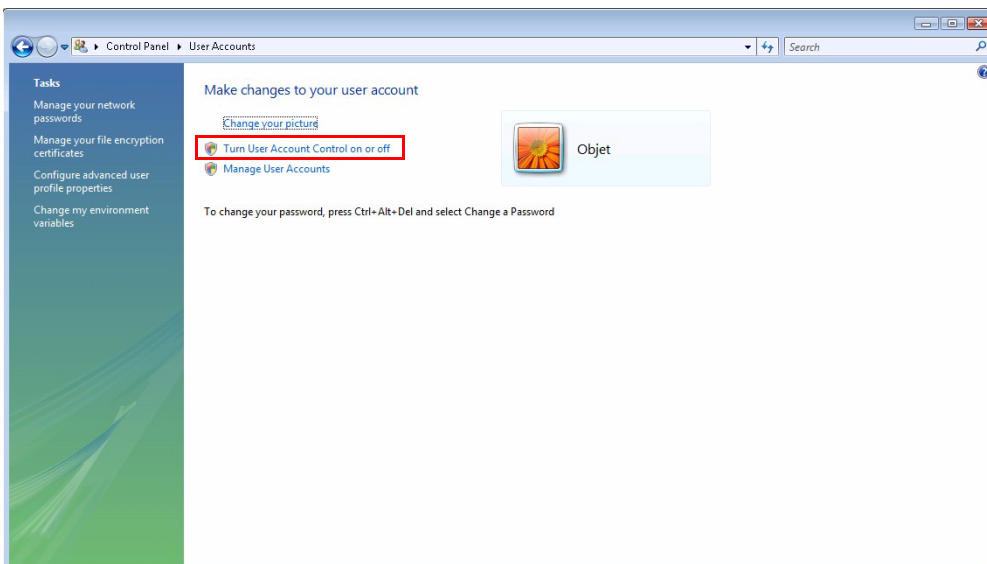 Control Panel User Accounts
Search
Tasks
Manage your network
passwords
Manage your file encryption
certificates
Configure advanced user
profile properties
Change my environment
variables
Make changes to your user account
Change your picture
Turn User Account Control on or off
Manage User Accounts
Objet
To change your password, press Ctrl+Alt+Del and select Change a Password